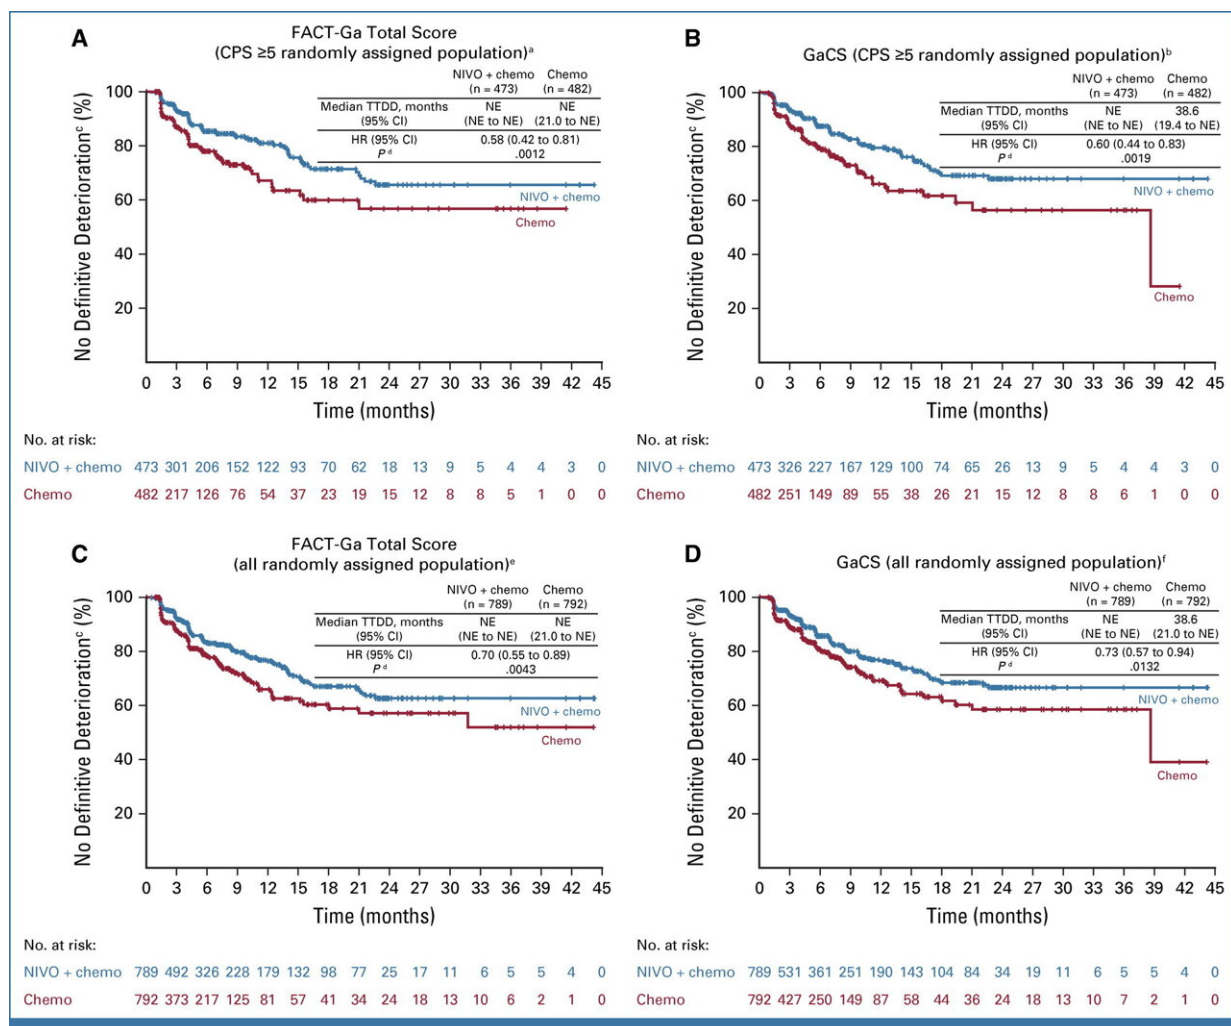 A
FACT-Ga Total Score
(CPS ≥5 randomly assigned population)ᵃ
NIVO + chemo Chemo
(n = 473) (n = 482)
Median TTDD, months NE NE
(95% CI) (NE to NE) (21.0 to NE)
HR (95% CI) 0.58 (0.42 to 0.81)
P ᵈ .0012
No Definitive Deteriorationᶜ (%)
100
80
60
40
20
NIVO + chemo
Chemo
0 3 6 9 12 15 18 21 24 27 30 33 36 39 42 45
Time (months)
No. at risk:
NIVO + chemo 473 301 206 152 122 93 70 62 18 13 9 5 4 4 3 0
Chemo 482 217 126 76 54 37 23 19 15 12 8 8 5 1 0 0
B
GaCS (CPS ≥5 randomly assigned population)ᵇ
NIVO + chemo Chemo
(n = 473) (n = 482)
Median TTDD, months NE 38.6
(95% CI) (NE to NE) (19.4 to NE)
HR (95% CI) 0.60 (0.44 to 0.83)
P ᵈ .0019
No Definitive Deteriorationᶜ (%)
100
80
60
40
20
NIVO + chemo
Chemo
0 3 6 9 12 15 18 21 24 27 30 33 36 39 42 45
Time (months)
No. at risk:
NIVO + chemo 473 326 227 167 129 100 74 65 26 13 9 5 4 4 3 0
Chemo 482 251 149 89 55 38 26 21 15 12 8 8 6 1 0 0
C
FACT-Ga Total Score
(all randomly assigned population)ᵉ
NIVO + chemo Chemo
(n = 789) (n = 792)
Median TTDD, months NE NE
(95% CI) (NE to NE) (21.0 to NE)
HR (95% CI) 0.70 (0.55 to 0.89)
P ᵈ .0043
No Definitive Deteriorationᶜ (%)
100
80
60
40
20
NIVO + chemo
Chemo
0 3 6 9 12 15 18 21 24 27 30 33 36 39 42 45
Time (months)
No. at risk:
NIVO + chemo 789 492 326 228 179 132 98 77 25 17 11 6 5 5 4 0
Chemo 792 373 217 125 81 57 41 34 24 18 13 10 6 2 1 0
D
GaCS (all randomly assigned population)ᶠ
NIVO + chemo Chemo
(n = 789) (n = 792)
Median TTDD, months NE 38.6
(95% CI) (NE to NE) (21.0 to NE)
HR (95% CI) 0.73 (0.57 to 0.94)
P ᵈ .0132
No Definitive Deteriorationᶜ (%)
100
80
60
40
20
NIVO + chemo
Chemo
0 3 6 9 12 15 18 21 24 27 30 33 36 39 42 45
Time (months)
No. at risk:
NIVO + chemo 789 531 361 251 190 143 104 84 34 19 11 6 5 5 4 0
Chemo 792 427 250 149 87 58 44 36 24 18 13 10 7 2 1 0